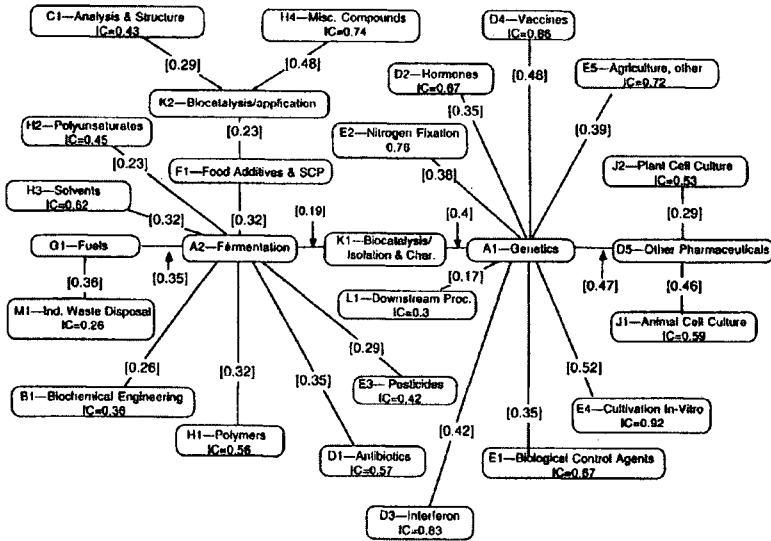 C1—Analysis & Structure
IC=0.43
H4—Misc. Compounds
IC=0.74
D4—Vaccines
IC=0.86
[0.29]
[0.48]
D2—Hormones
IC=0.67
[0.48]
E5—Agriculture, other
IC=0.72
K2—Biocatalysis/application
[0.35]
H2—Polyunsaturates
IC=0.45
[0.23]
E2—Nitrogen Fixation
0.76
[0.39]
[0.23]
F1—Food Additives & SCP
[0.38]
J2—Plant Cell Culture
IC=0.53
H3—Solvents
IC=0.62
[0.32]
[0.32]
[0.19]
[0.4]
[0.29]
G1—Fuels
A2—Fermentation
K1—Biocatalysis/
Isolation & Char.
A1—Genetics
D5—Other Pharmaceuticals
[0.35]
[0.36]
[0.17]
[0.47]
[0.46]
M1—Ind. Waste Disposal
IC=0.26
L1—Downstream Proc.
IC=0.3
J1—Animal Cell Culture
IC=0.59
[0.26]
[0.32]
[0.35]
[0.29]
[0.52]
B1—Biochemical Engineering
IC=0.36
E3—Pesticides
IC=0.42
[0.42]
[0.35]
E4—Cultivation In-Vitro
IC=0.92
H1—Polymers
IC=0.56
D1—Antibiotics
IC=0.57
E1—Biological Control Agents
IC=0.67
D3—Interferon
IC=0.83